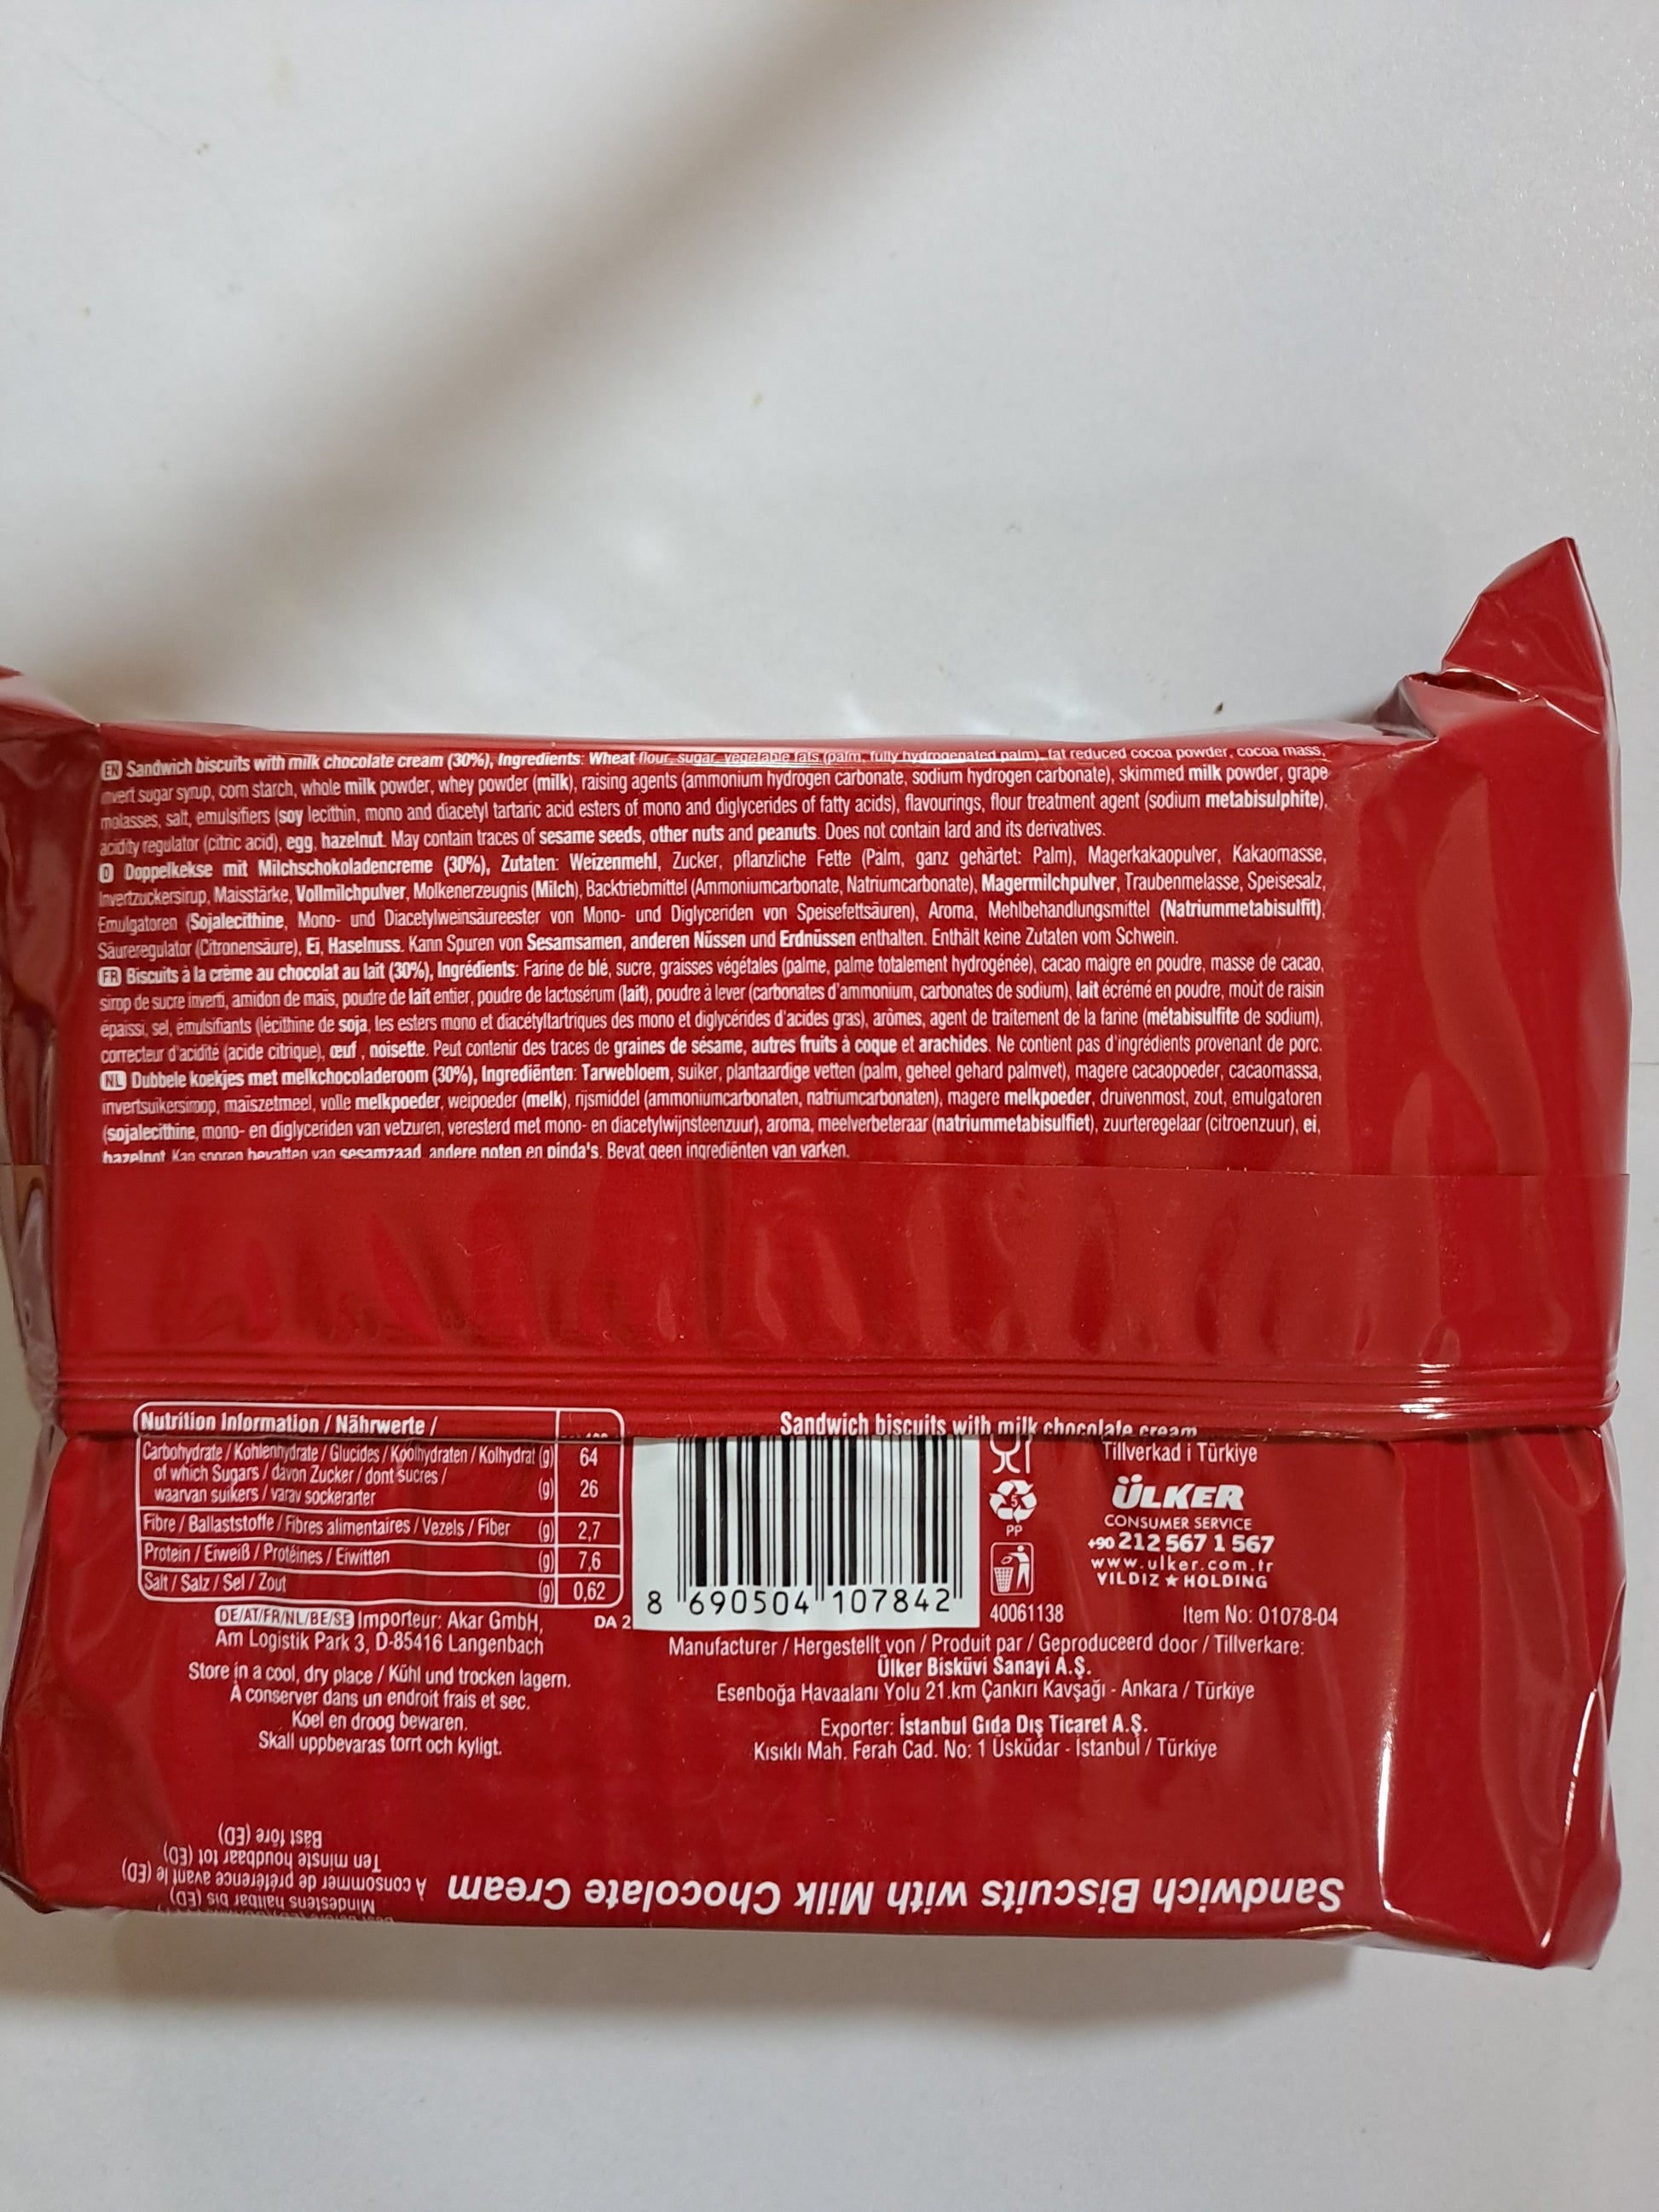 EN Sandwich biscuits with milk chocolate cream (30%), Ingredients: Wheat flour, sugar, vegetable fats (palm, fully hydrogenated palm), fat reduced cocoa powder, cocoa mass,
invert sugar syrup, corn starch, whole milk powder, whey powder (milk), raising agents (ammonium hydrogen carbonate, sodium hydrogen carbonate), skimmed milk powder, grape
molasses, salt, emulsifiers (soy lecithin, mono and diacetyl tartaric acid esters of mono and diglycerides of fatty acids), flavourings, flour treatment agent (sodium metabisulphite),
acidity regulator (citric acid), egg, hazelnut. May contain traces of sesame seeds, other nuts and peanuts. Does not contain lard and its derivatives.
D Doppelkekse mit Milchschokoladencreme (30%), Zutaten: Weizenmehl, Zucker, pflanzliche Fette (Palm, ganz gehärtet: Palm), Magerkakaopulver, Kakaomasse,
Invertzuckersirup, Maisstärke, Vollmilchpulver, Molkenerzeugnis (Milch), Backtriebmittel (Ammoniumcarbonate, Natriumcarbonate), Magermilchpulver, Traubenmelasse, Speisesalz,
Emulgatoren (Sojalecithine, Mono- und Diacetylweinsäureester von Mono- und Diglyceriden von Speisefettsäuren), Aroma, Mehlbehandlungsmittel (Natriummetabisulfit),
Säureregulator (Citronensäure), Ei, Haselnuss. Kann Spuren von Sesamsamen, anderen Nüssen und Erdnüssen enthalten. Enthält keine Zutaten vom Schwein.
FR Biscuits à la crème au chocolat au lait (30%), Ingrédients: Farine de blé, sucre, graisses végétales (palme, palme totalement hydrogénée), cacao maigre en poudre, masse de cacao,
sirop de sucre inverti, amidon de maïs, poudre de lait entier, poudre de lactosérum (lait), poudre à lever (carbonates d'ammonium, carbonates de sodium), lait écrémé en poudre, moût de raisin
épaissi, sel, émulsifiants (lécithine de soja, les esters mono et diacétyltartriques des mono et diglycérides d'acides gras), arômes, agent de traitement de la farine (métabisulfite de sodium),
correcteur d'acidité (acide citrique), œuf , noisette. Peut contenir des traces de graines de sésame, autres fruits à coque et arachides. Ne contient pas d'ingrédients provenant de porc.
NL Dubbele koekjes met melkchocoladeroom (30%), Ingrediënten: Tarwebloem, suiker, plantaardige vetten (palm, geheel gehard palmvet), magere cacaopoeder, cacaomassa,
invertsuikersiroop, maïszetmeel, volle melkpoeder, weipoeder (melk), rijsmiddel (ammoniumcarbonaten, natriumcarbonaten), magere melkpoeder, druivenmost, zout, emulgatoren
(sojalecithine, mono- en diglyceriden van vetzuren, veresterd met mono- en diacetylwijnsteenzuur), aroma, meelverbeteraar (natriummetabisulfiet), zuurteregelaar (citroenzuur), ei,
hazelnoot. Kan sporen bevatten van sesamzaad, andere noten en pinda's. Bevat geen ingrediënten van varken.
Nutrition Information / Nährwerte /
Carbohydrate / Kohlenhydrate / Glucides / Koolhydraten / Kolhydrat (g) 64
of which Sugars / davon Zucker / dont sucres /
waarvan suikers / varav sockerarter (g) 26
Fibre / Ballaststoffe / Fibres alimentaires / Vezels / Fiber (g) 2,7
Protein / Eiweiß / Protéines / Eiwitten (g) 7,6
Salt / Salz / Sel / Zout (g) 0,62
DE/AT/FR/NL/BE/SE Importeur: Akar GmbH,
Am Logistik Park 3, D-85416 Langenbach
DA 2
Store in a cool, dry place / Kühl und trocken lagern.
À conserver dans un endroit frais et sec.
Koel en droog bewaren.
Skall uppbevaras torrt och kyligt.
Sandwich biscuits with milk chocolate cream
Tillverkad i Türkiye
8 690504 107842
5
PP
40061138
ÜLKER
CONSUMER SERVICE
+90 212 567 1 567
www.ulker.com.tr
YILDIZ ★ HOLDING
Item No: 01078-04
Manufacturer / Hergestellt von / Produit par / Geproduceerd door / Tillverkare:
Ülker Bisküvi Sanayi A.Ş.
Esenboğa Havaalanı Yolu 21.km Çankırı Kavşağı - Ankara / Türkiye
Exporter: İstanbul Gıda Dış Ticaret A.Ş.
Kısıklı Mah. Ferah Cad. No: 1 Üsküdar - İstanbul / Türkiye
Sandwich Biscuits with Milk Chocolate Cream
Mindestens haltbar bis (ED)
À consommer de préférence avant le (ED)
Ten minste houdbaar tot (ED)
Bäst före (ED)